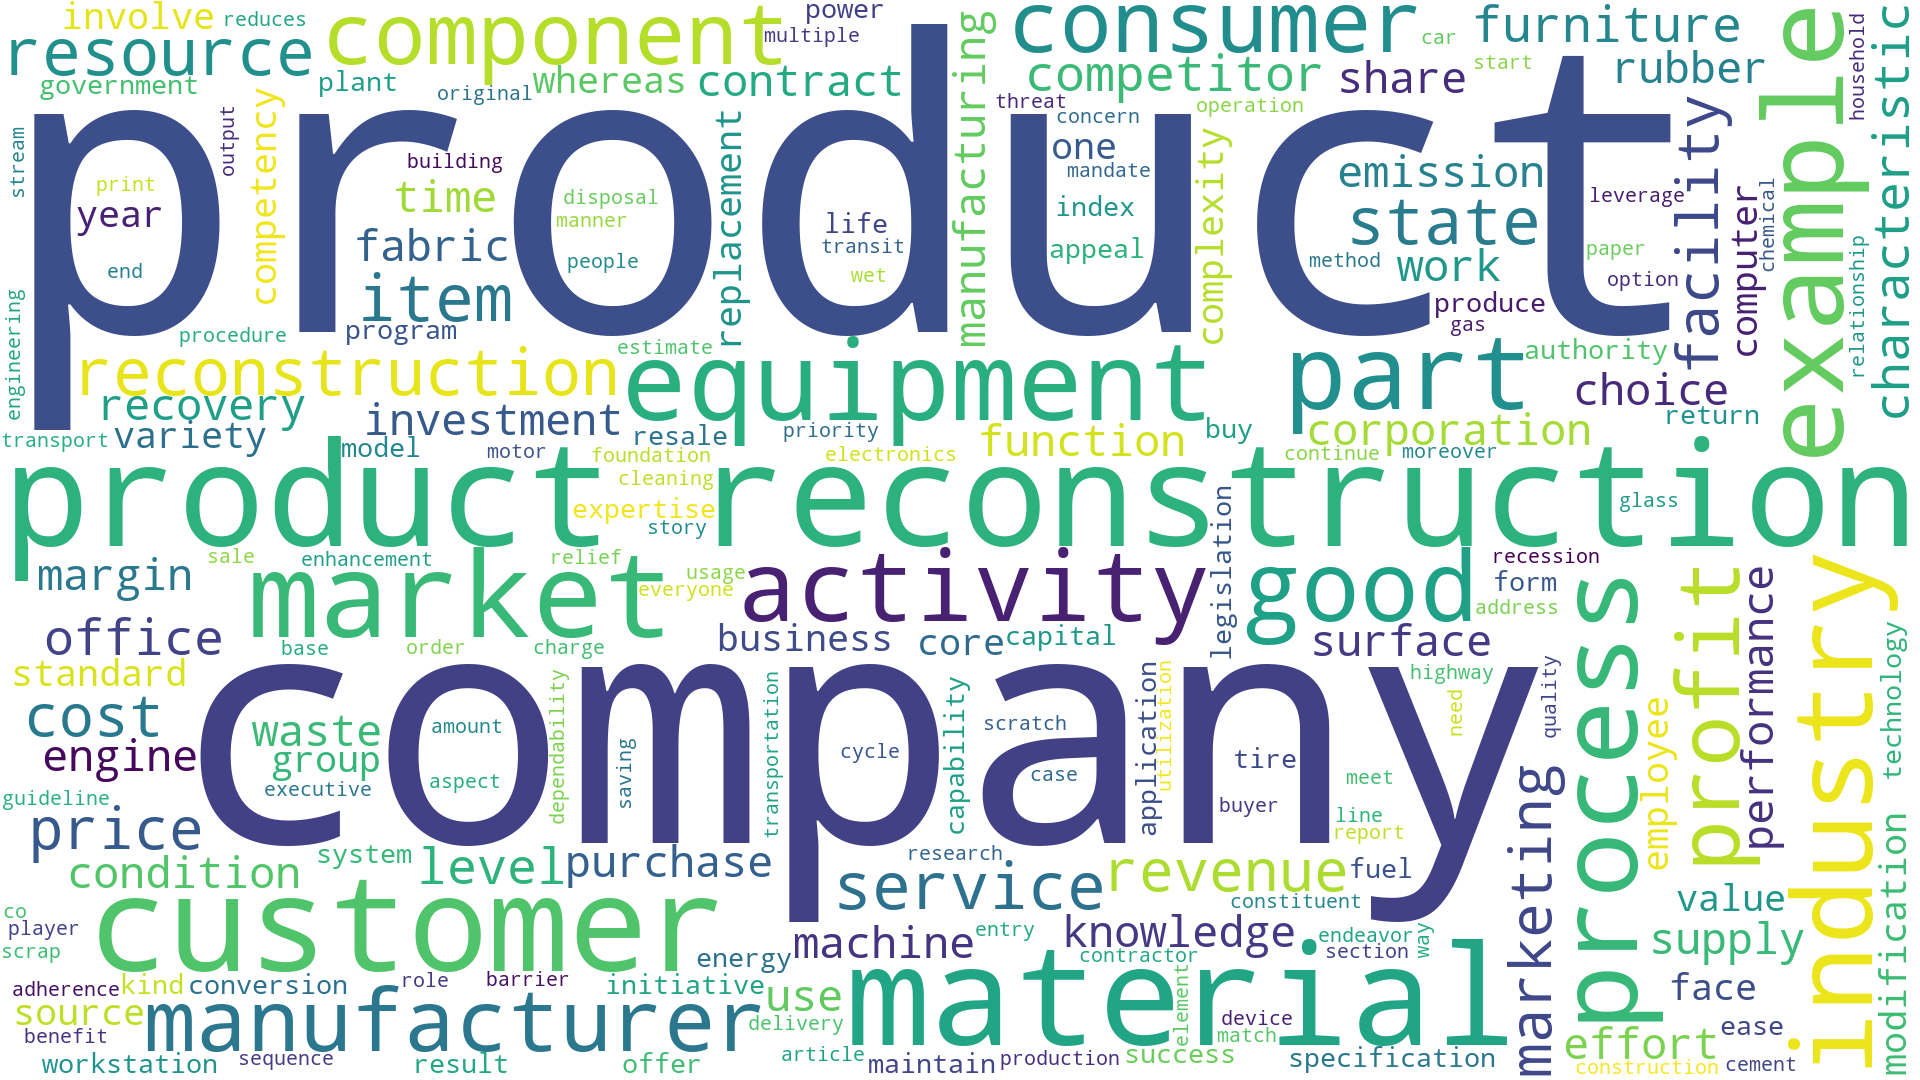 involve
reduces
component
power
multiple
consumer
car
furniture
household
characteristic
resource
government
plant
original
whereas
contract
manufacturing
competitor
share
start
rubber
example
threat
concern
operation
product
stream
output
competency
building
time
replacement
one
mandate
complexity
emission
facility
print
year
disposal
manner
life
transit
index
state
leverage
computer
chemical
end
fabric
people
wet
appeal
method
work
paper
option
relationship
engineering
item
procedure
program
produce
gas
reconstruction
estimate
equipment
part
authority
choice
recovery
investment
transport
variety
model
motor
resale
priority
function
buy
corporation
return
foundation
electronics
continue
moreover
product reconstruction
cleaning
expertise
story
glass
legislation
sale
enhancement
relief
usage
everyone
margin
market
activity
good
recession
form
address
process
profit
performance
industry
office
base
order
charge
business
core
capital
surface
technology
standard
company
highway
quality
cost
waste
amount
dependability
saving
transportation
cycle
capability
scratch
application
utilization
need
employee
engine
group
executive
aspect
case
tire
meet
guideline
buyer
line
report
price
system
research
marketing
modification
condition
level
purchase
service
revenue
fuel
constituent
value
co
player
scrap
customer
machine
entry
knowledge
endeavor
section
way
supply
energy
contractor
adherence
kind
conversion
role
barrier
initiative
use
material
element
face
source
manufacturer
delivery
device
match
ease
benefit
effort
workstation
sequence
result
offer
article
maintain
production
success
specification
construction
cement